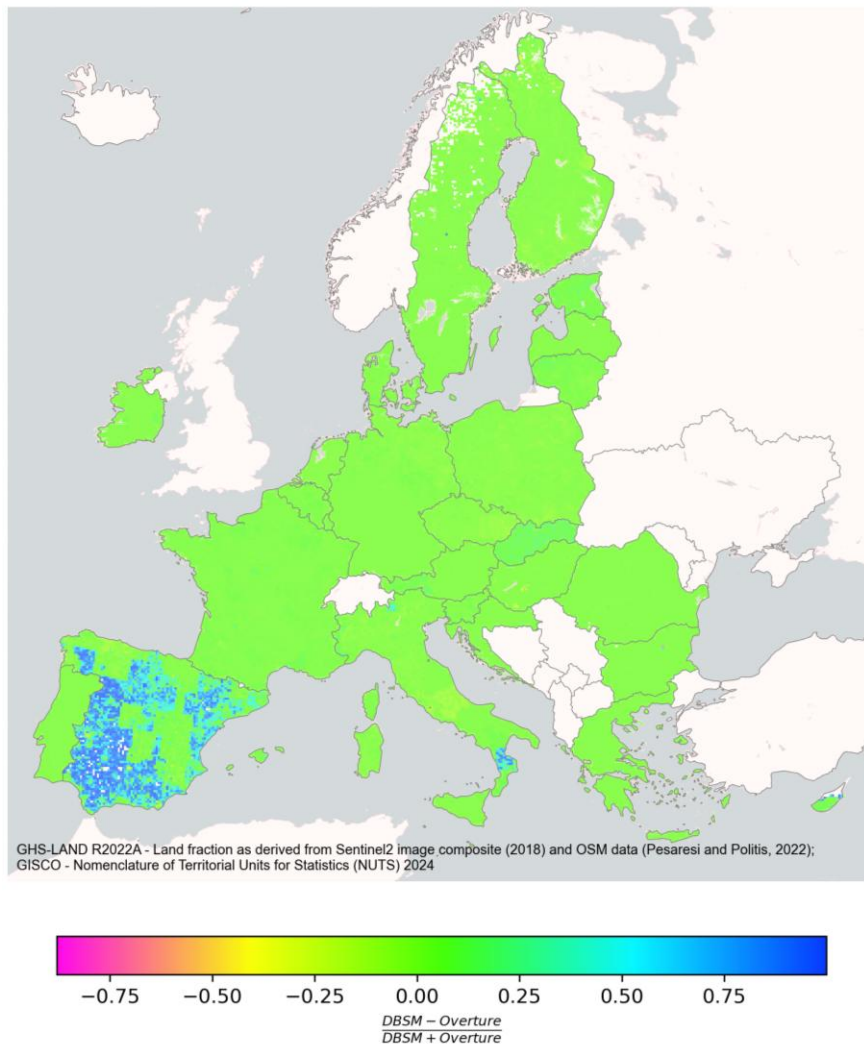 GHS-LAND R2022A - Land fraction as derived from Sentinel2 image composite (2018) and OSM data (Pesaresi and Politis, 2022);
GISCO - Nomenclature of Territorial Units for Statistics (NUTS) 2024
−0.75 −0.50 −0.25 0.00 0.25 0.50 0.75
DBSM − Overture
DBSM + Overture